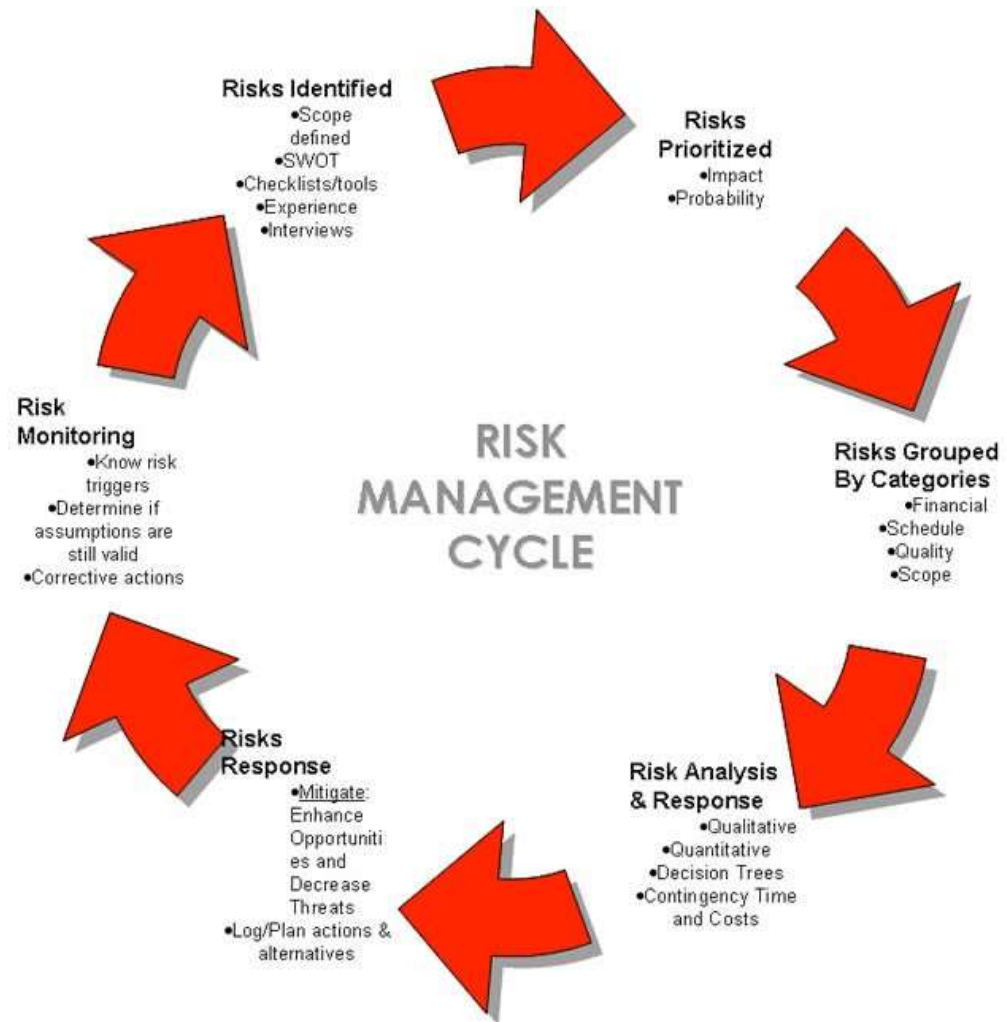 Risks Identified
•Scope
defined
•SWOT
•Checklists/tools
•Experience
•Interviews
Risks
Prioritized
•Impact
•Probability
Risks Grouped
By Categories
•Financial
•Schedule
•Quality
•Scope
Risk Analysis
& Response
•Qualitative
•Quantitative
•Decision Trees
•Contingency Time
and Costs
Risks
Response
•Mitigate:
Enhance
Opportuniti
es and
Decrease
Threats
•Log/Plan actions &
alternatives
Risk
Monitoring
•Know risk
triggers
•Determine if
assumptions are
still valid
•Corrective actions
RISK
MANAGEMENT
CYCLE